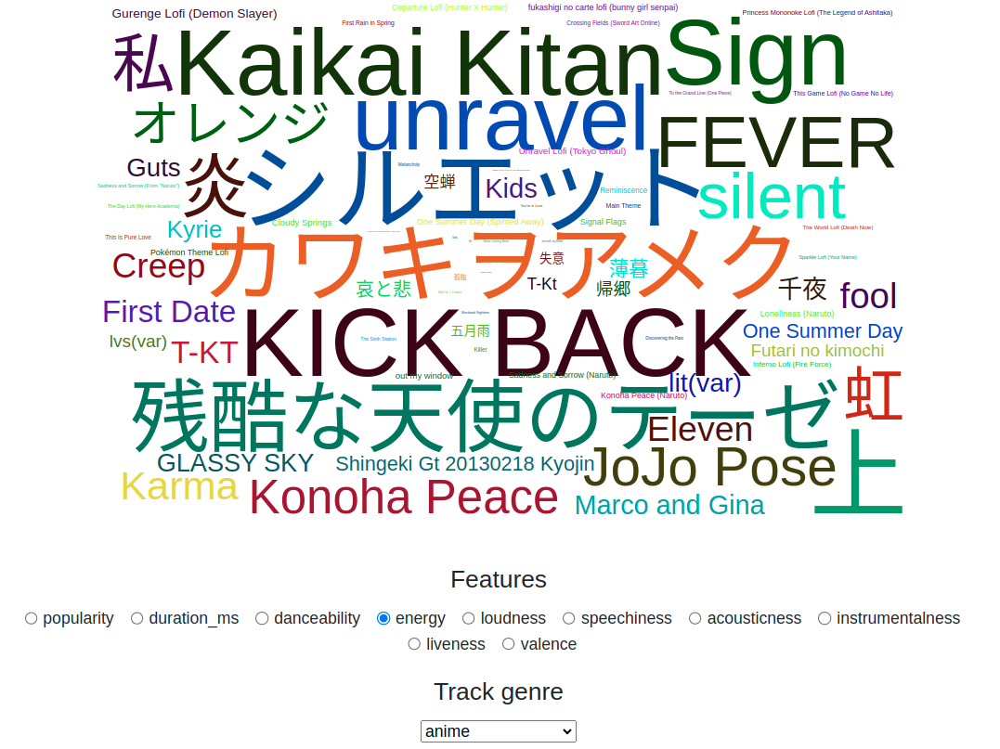 Departure Lofi (Hunter X Hunter)
fukashigi no carte lofi (bunny girl senpai)
Gurenge Lofi (Demon Slayer)
Princess Mononoke Lofi (The Legend of Ashitaka)
First Rain in Spring
Crossing Fields (Sword Art Online)
私
Kaikai Kitan
Sign
To the Grand Line (One Piece)
This Game Lofi (No Game No Life)
オレンジ
unravel
FEVER
Unravel Lofi (Tokyo Ghoul)
Guts
炎
シルエット
Melancholy
空蝉
Kids
Reminiscence
silent
Sadness and Sorrow (From "Naruto")
The Day Lofi (My Hero Academia)
You're in Love
Main Theme
Kyrie
Cloudy Springs
One Summer Day (Spirited Away)
Signal Flags
The World Lofi (Death Note)
This Is Pure Love
Pokémon Theme Lofi
カワキヲアメク
Creep
失意
Sparkle Lofi (Your Name)
孤独
薄暮
哀と悲
T-Kt
帰郷
千夜
fool
First Date
KICK BACK
Loneliness (Naruto)
lvs(var)
T-KT
The Sixth Station
五月雨
Killer
Discovering the Past
One Summer Day
Futari no kimochi
Inferno Lofi (Fire Force)
out my window
Sadness and Sorrow (Naruto)
lit(var)
虹
残酷な天使のテーゼ
Konoha Peace (Naruto)
Eleven
GLASSY SKY
Shingeki Gt 20130218 Kyojin
JoJo Pose
上
Karma
Konoha Peace
Marco and Gina
Features
popularity duration_ms danceability energy loudness speechiness acousticness instrumentalness
liveness valence
Track genre
anime